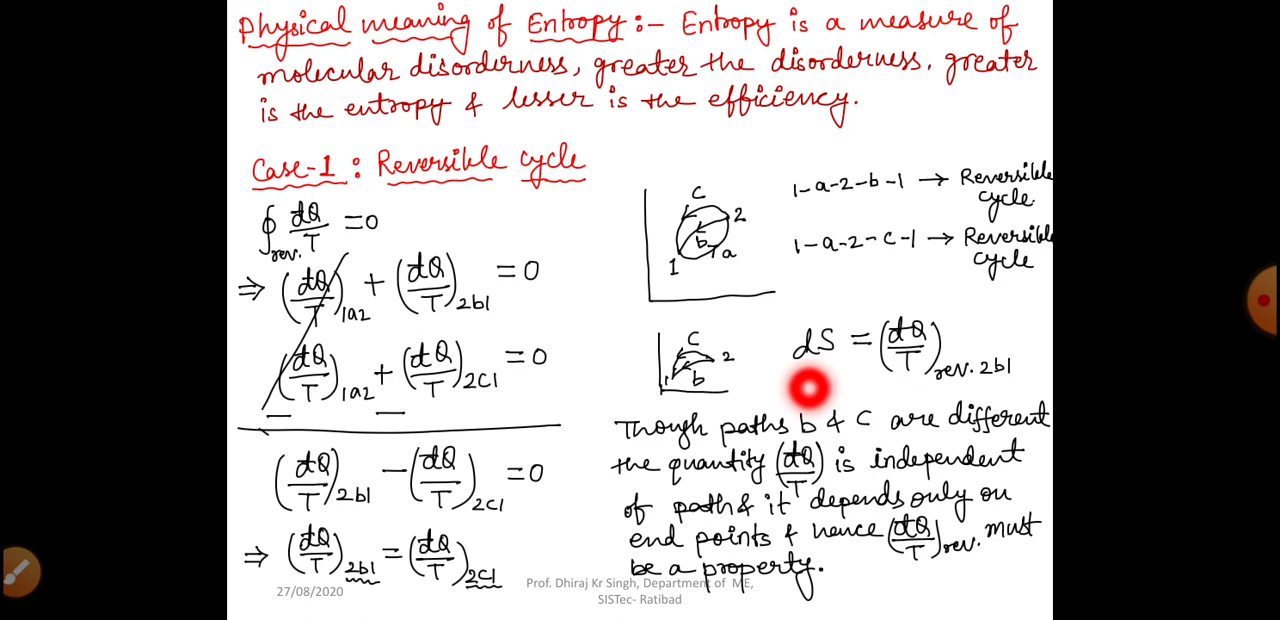 Physical meaning of Entropy :- Entropy is a measure of
molecular disorderness, greater the disorderness, greater
is the entropy & lesser is the efficiency.
Case-1 : Reversible cycle
∮rev. dQ/T = 0
⇒ (dQ/T)1a2 + (dQ/T)2b1 = 0
(dQ/T)1a2 + (dQ/T)2c1 = 0
— —
(dQ/T)2b1 - (dQ/T)2c1 = 0
⇒ (dQ/T)2b1 = (dQ/T)2c1
c
2
b
a
1
1-a-2-b-1 → Reversible
cycle.
1-a-2-c-1 → Reversible
cycle
c
2
1
b
dS = (dQ/T)rev. 2b1
Though paths b & c are different
the quantity (dQ/T) is independent
of path & it depends only on
end points & hence (dQ/T)rev. must
be a property.
27/08/2020
Prof. Dhiraj Kr Singh, Department of ME,
SISTec- Ratibad